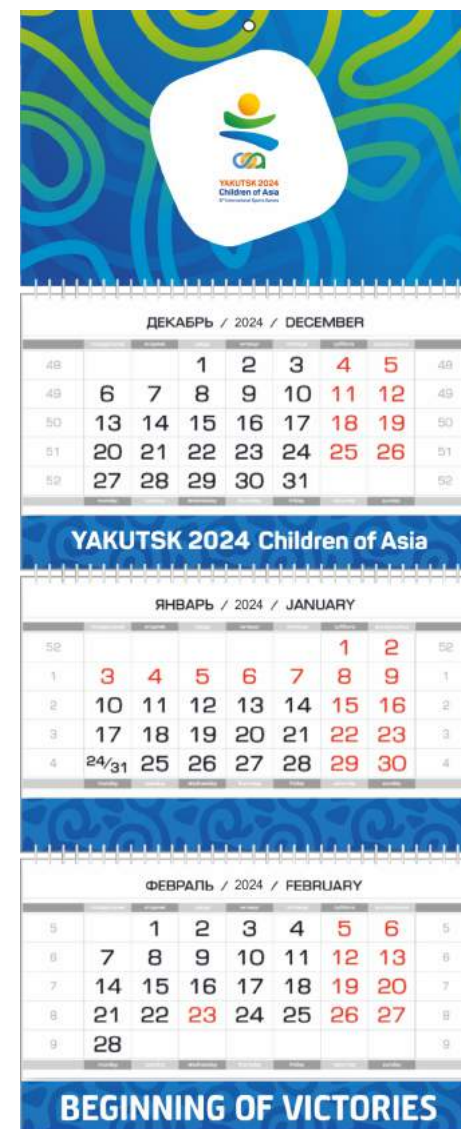 YAKUTSK 2024
Children of Asia
ДЕКАБРЬ / 2024 / DECEMBER
48 1 2 3 4 5 48
49 6 7 8 9 10 11 12 49
50 13 14 15 16 17 18 19 50
51 20 21 22 23 24 25 26 51
52 27 28 29 30 31 52
YAKUTSK 2024 Children of Asia
ЯНВАРЬ / 2024 / JANUARY
52 1 2 52
1 3 4 5 6 7 8 9 1
2 10 11 12 13 14 15 16 2
3 17 18 19 20 21 22 23 3
4 24/31 25 26 27 28 29 30 4
ФЕВРАЛЬ / 2024 / FEBRUARY
5 1 2 3 4 5 6 5
6 7 8 9 10 11 12 13 6
7 14 15 16 17 18 19 20 7
8 21 22 23 24 25 26 27 8
9 28 9
BEGINNING OF VICTORIES